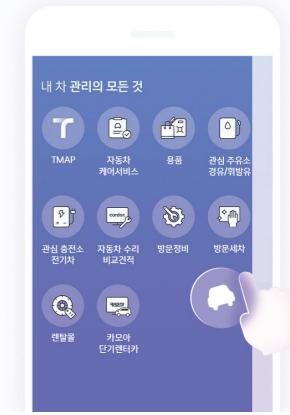 내 차 관리의 모든 것
TMAP
자동차
케어서비스
용품
관심 주유소
경유/휘발유
관심 충전소
전기차
cardoc
자동차 수리
비교견적
방문정비
방문세차
렌탈몰
카모아
단기렌터카